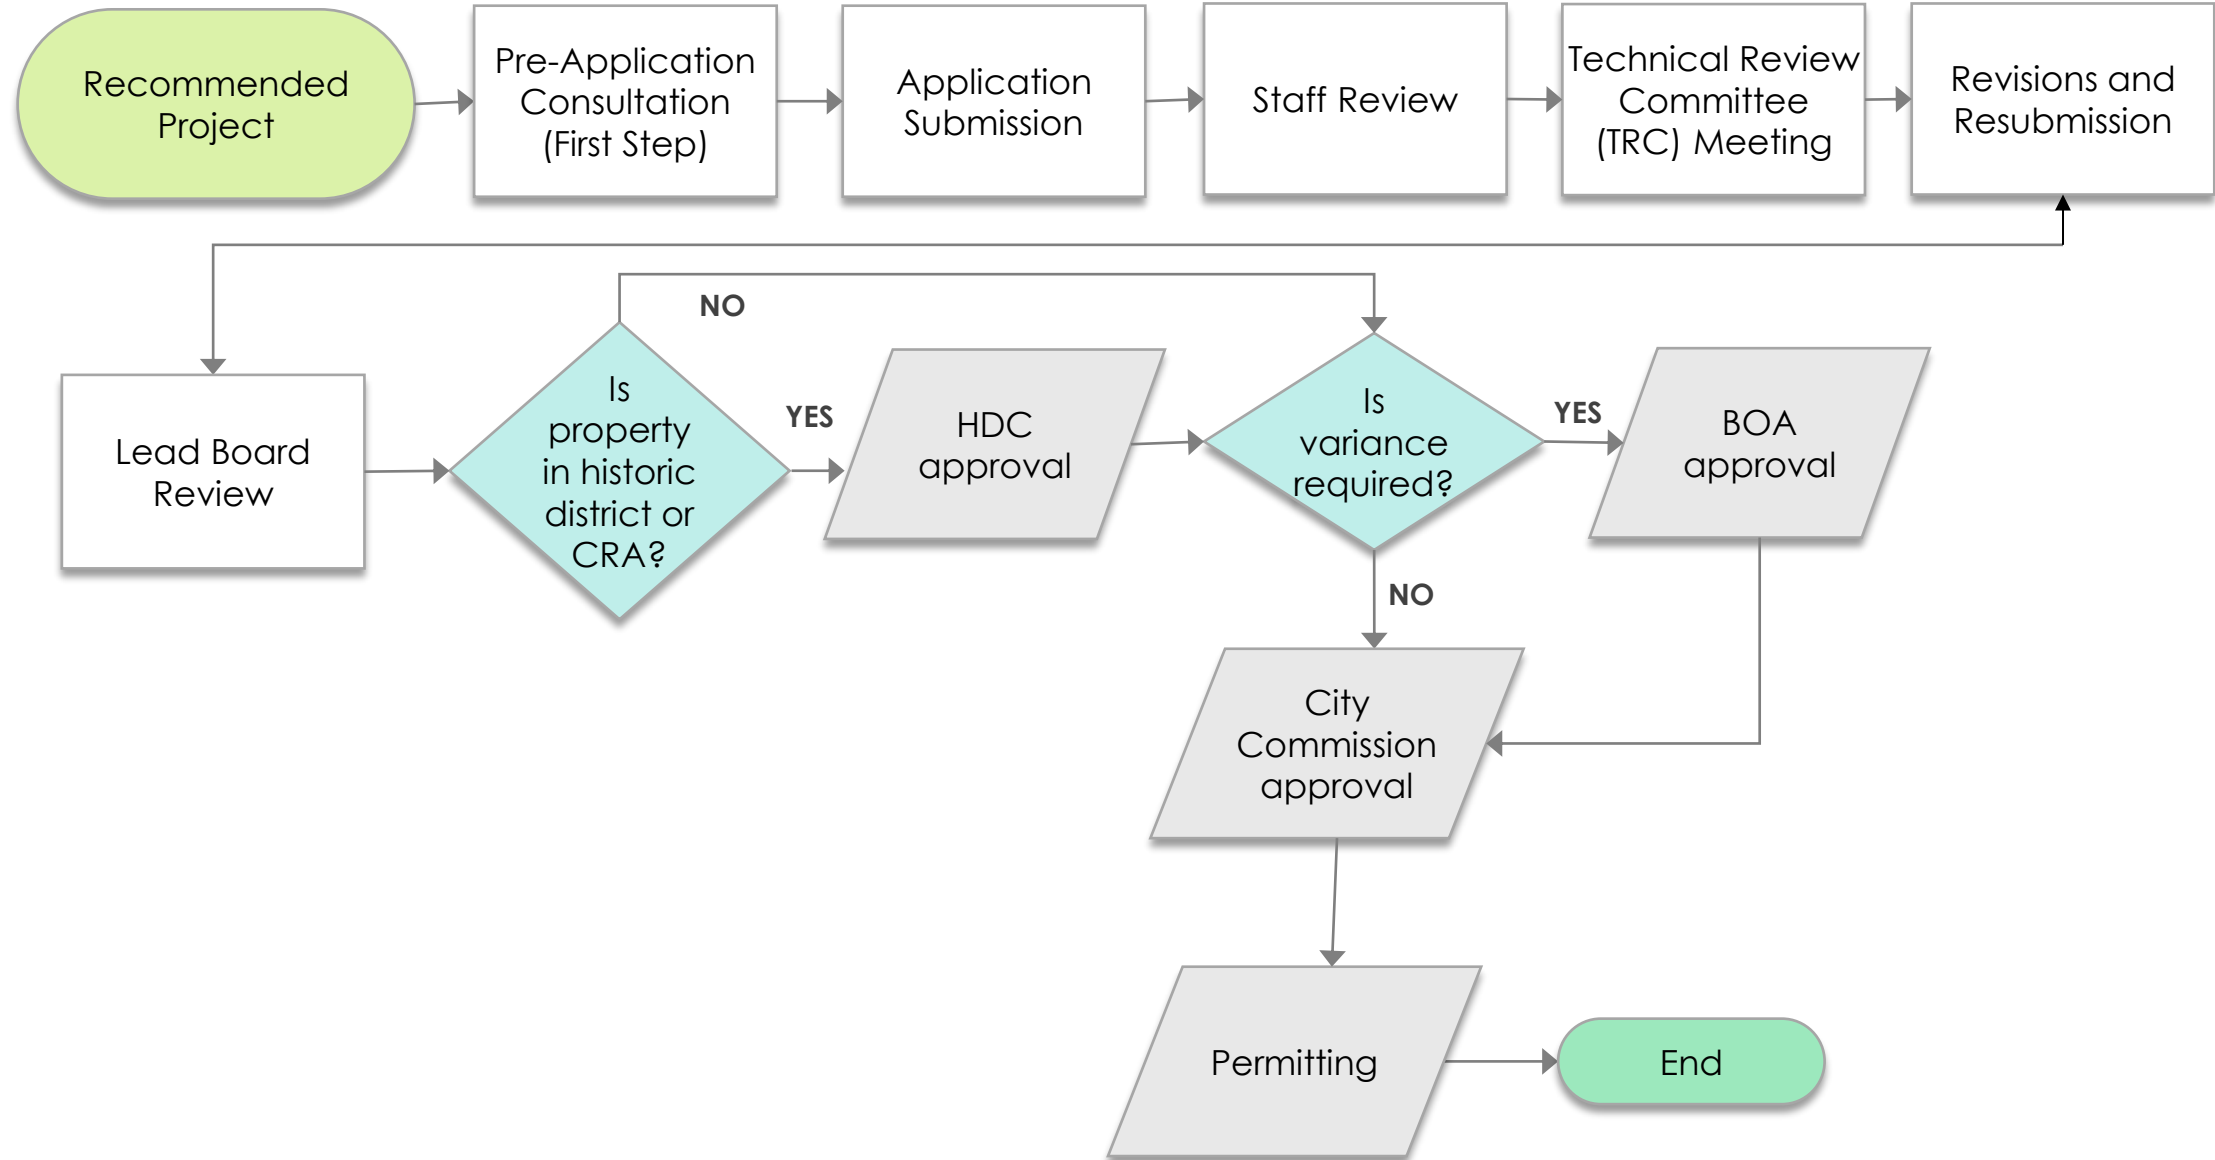 Recommended
Project
Pre-Application
Consultation
(First Step)
Application
Submission
Staff Review
Technical Review
Committee
(TRC) Meeting
Revisions and
Resubmission
NO
Lead Board
Review
Is
property
in historic
district or
CRA?
YES
HDC
approval
Is
variance
required?
YES
BOA
approval
NO
City
Commission
approval
Permitting
End